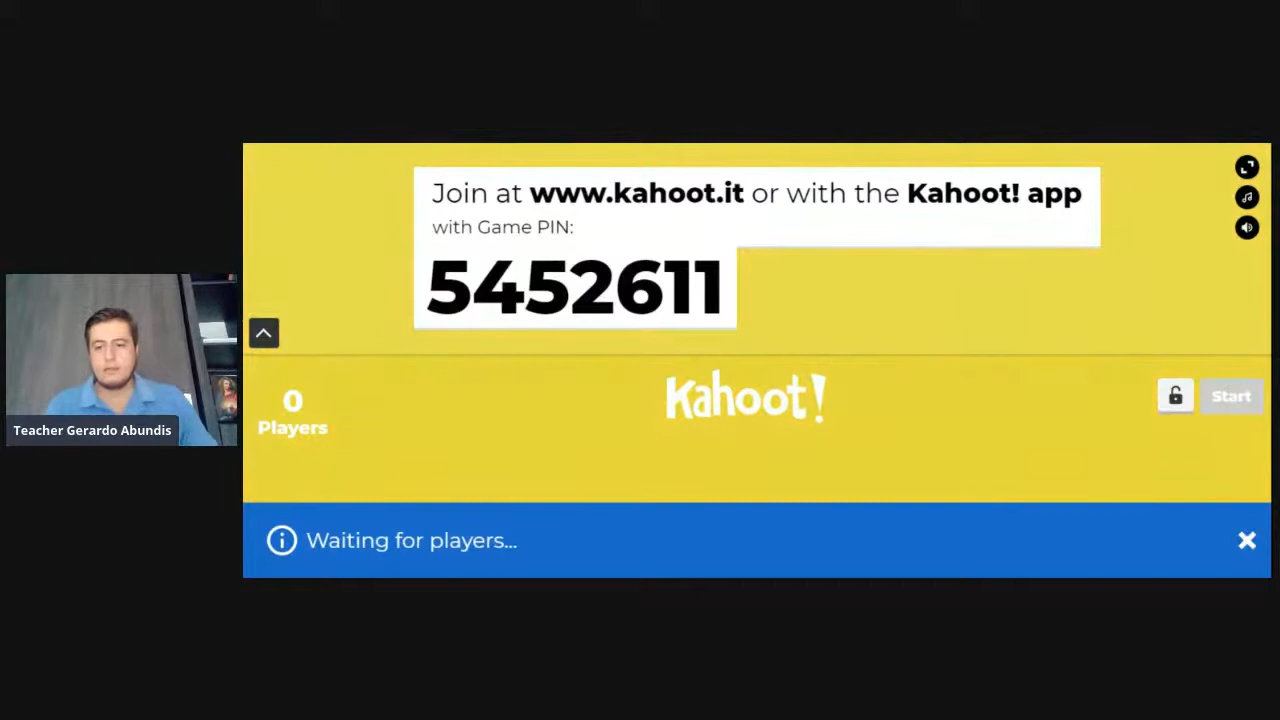 Join at www.kahoot.it or with the Kahoot! app
with Game PIN:
5452611
0
Players
Kahoot!
Start
Teacher Gerardo Abundis
Waiting for players...